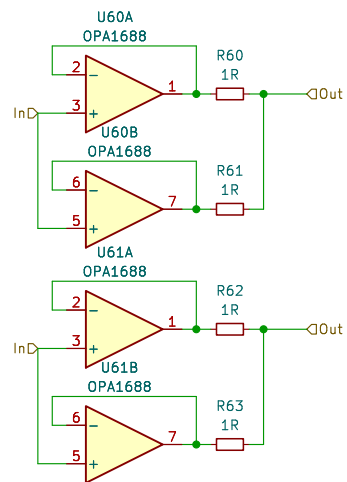 U60A
OPA1688
R60
1R
2
−
1
In
3
+
Out
U60B
OPA1688
R61
1R
6
−
7
5
+
U61A
OPA1688
R62
1R
2
−
1
In
3
+
Out
U61B
OPA1688
R63
1R
6
−
7
5
+